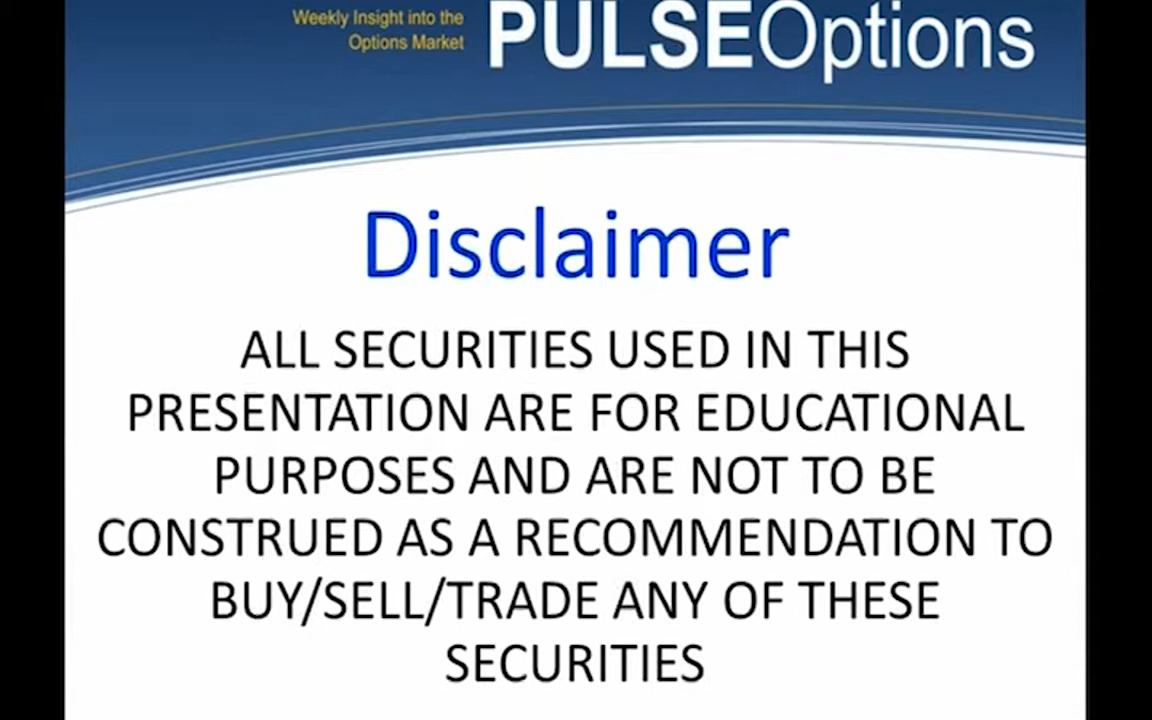 Weekly Insight into the
Options Market
PULSEOptions
Disclaimer
ALL SECURITIES USED IN THIS
PRESENTATION ARE FOR EDUCATIONAL
PURPOSES AND ARE NOT TO BE
CONSTRUED AS A RECOMMENDATION TO
BUY/SELL/TRADE ANY OF THESE
SECURITIES